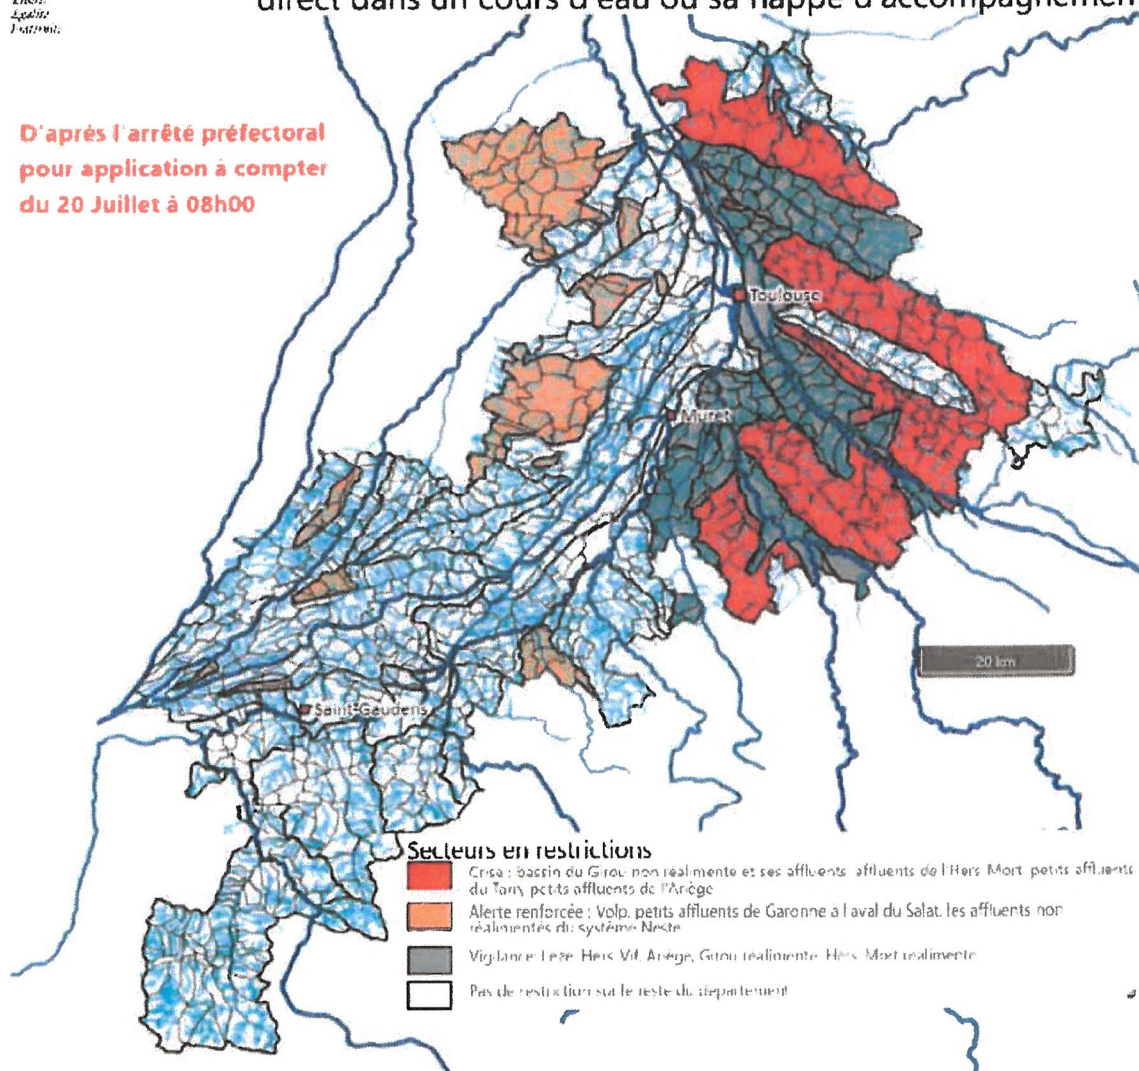 Liberté
Égalité
Fraternité
direct dans un cours d'eau ou sa nappe d'accompagnement
D'après l'arrêté préfectoral
pour application à compter
du 20 Juillet à 08h00
Toulouse
Muret
20 km
Saint-Gaudens
Secteurs en restrictions
Crise : bassin du Girou non réalimenté et ses affluents, affluents de l'Hers Mort, petits affluents
du Tarn, petits affluents de l'Ariège
Alerte renforcée : Volp, petits affluents de Garonne à l'aval du Salat, les affluents non
réalimentés du système Neste
Vigilance: Lèze, Hers Vif, Ariège, Girou réalimenté, Hers Mort réalimenté
Pas de restriction sur le reste du département